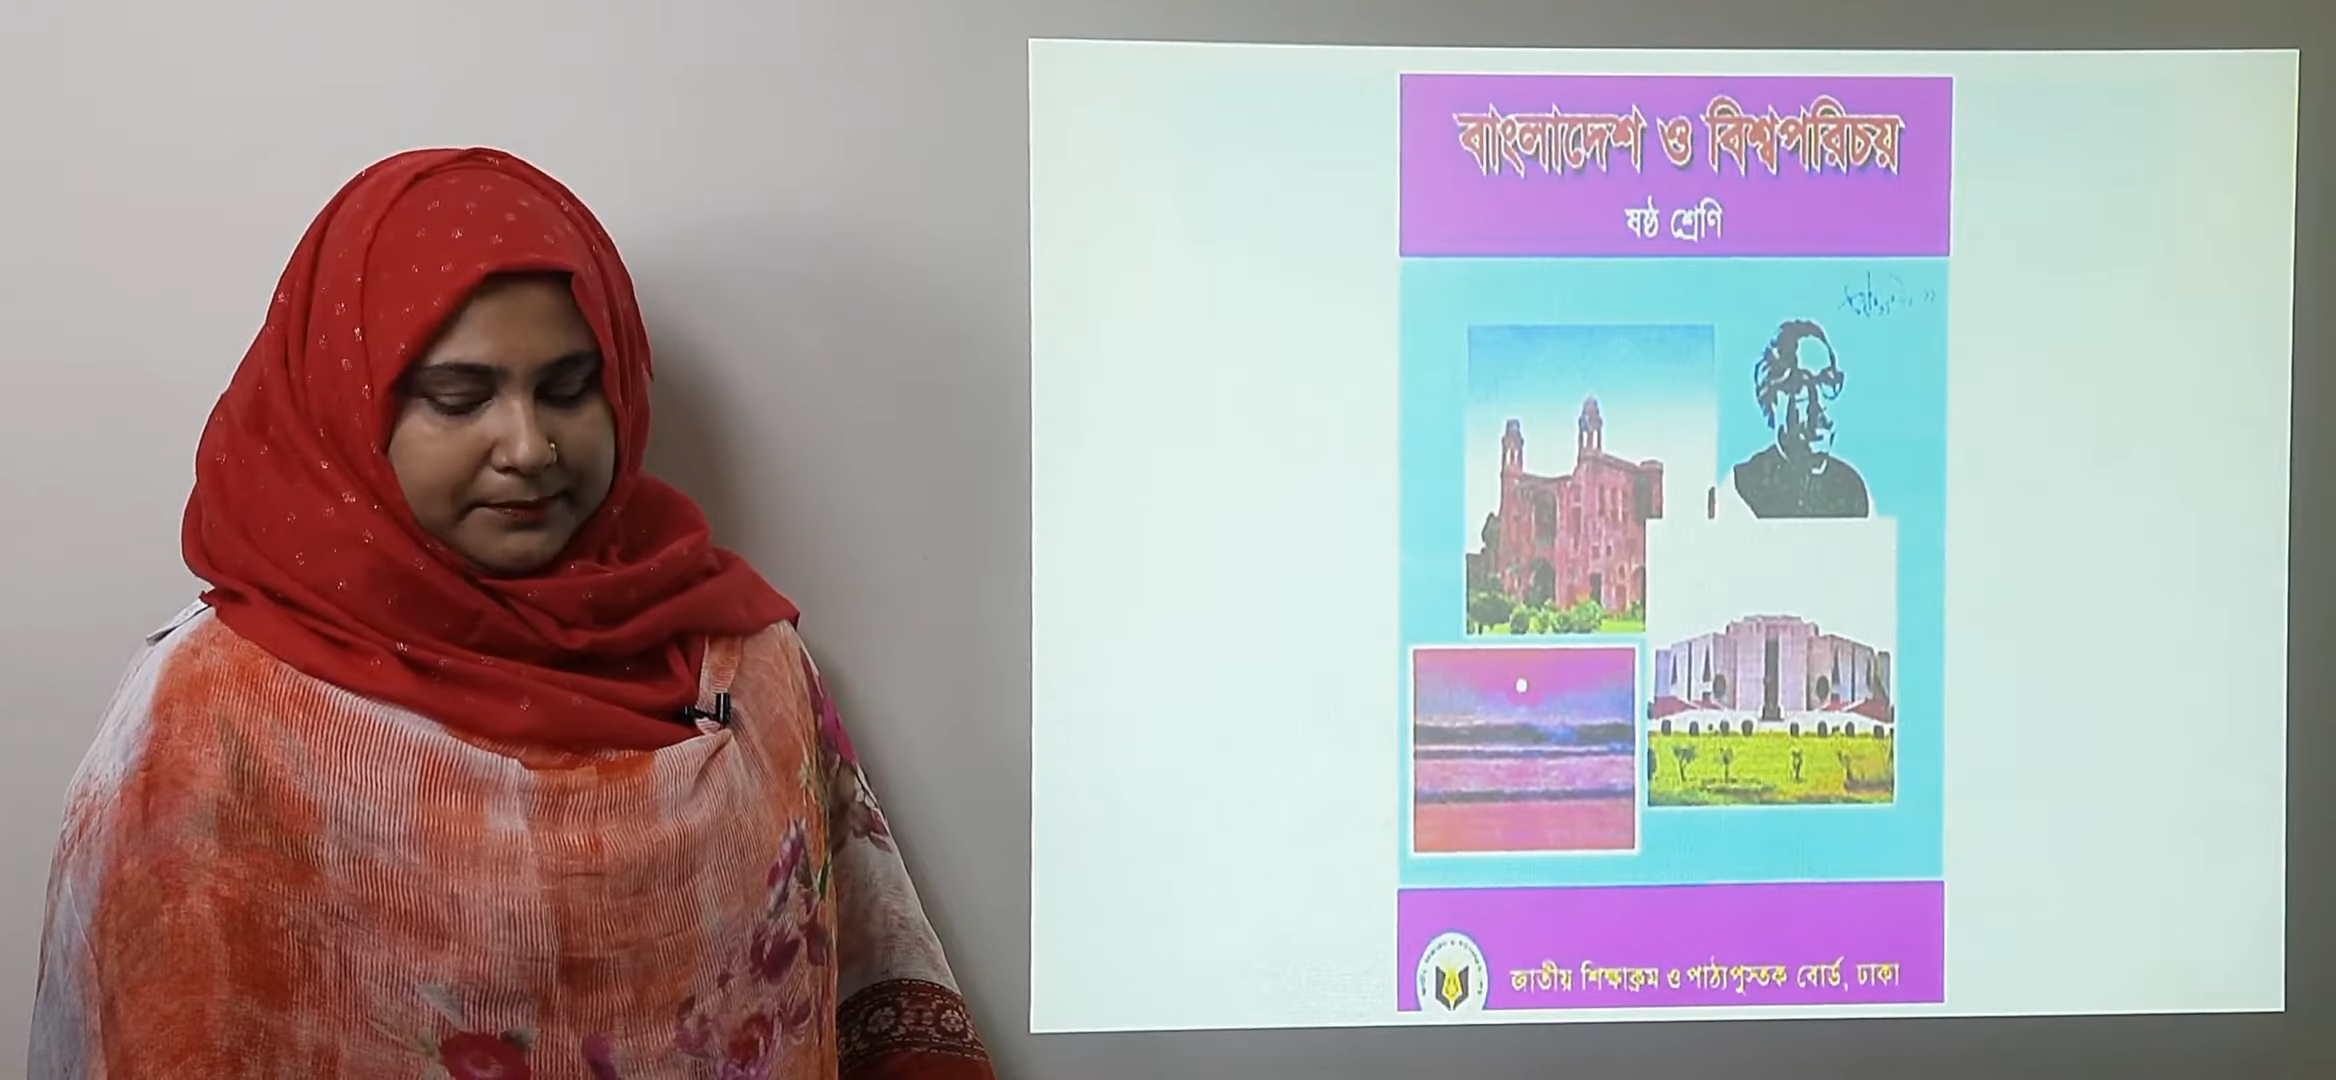 বাংলাদেশ ও বিশ্বপরিচয়
ষষ্ঠ শ্রেণি
জাতীয় শিক্ষাক্রম ও পাঠ্যপুস্তক বোর্ড, ঢাকা